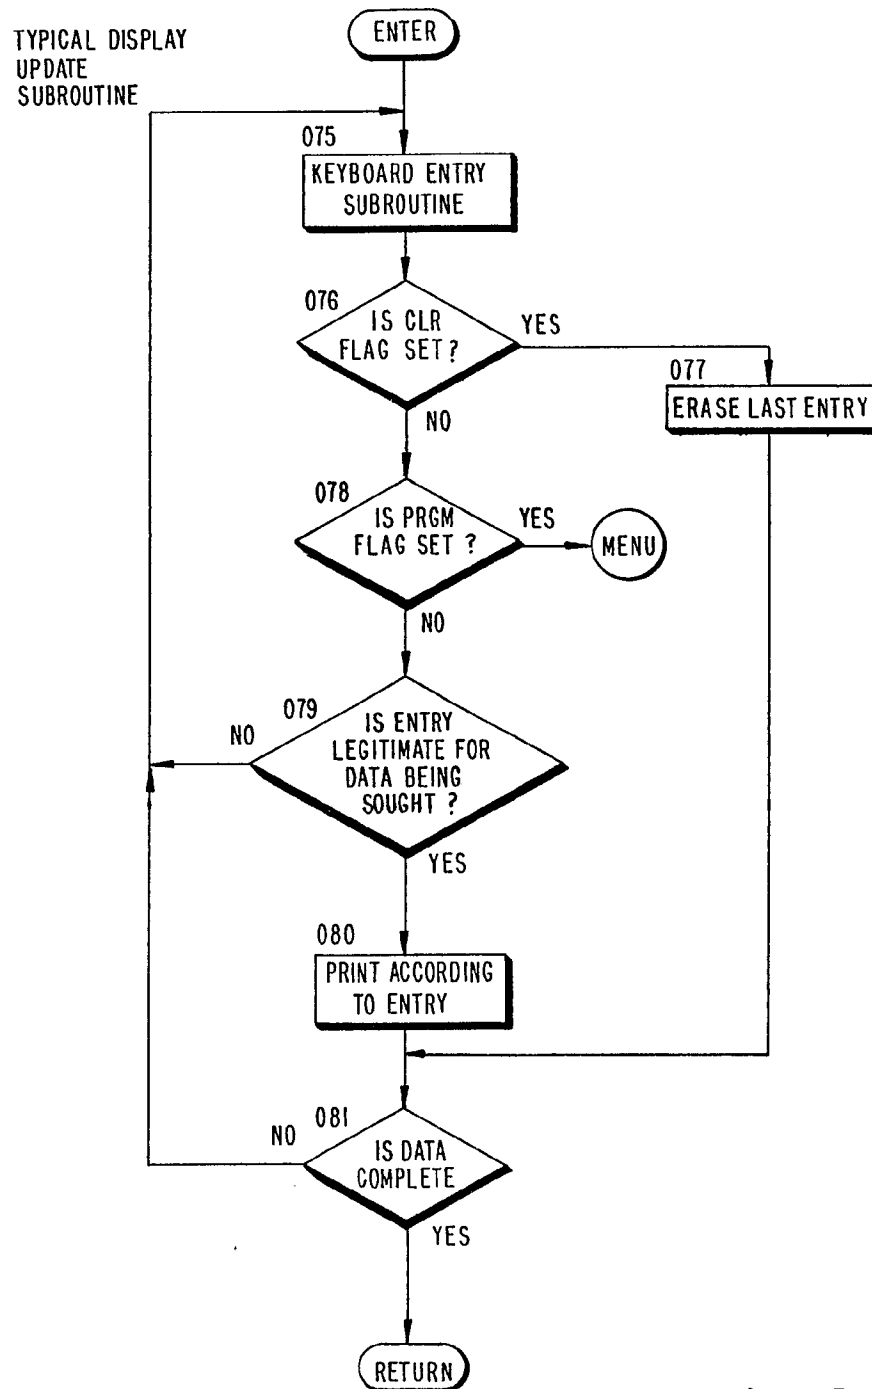 TYPICAL DISPLAY
UPDATE
SUBROUTINE
ENTER
075
KEYBOARD ENTRY
SUBROUTINE
076
IS CLR
FLAG SET?
YES
NO
077
ERASE LAST ENTRY
078
IS PRGM
FLAG SET ?
YES
MENU
NO
079
IS ENTRY
LEGITIMATE FOR
DATA BEING
SOUGHT ?
NO
YES
080
PRINT ACCORDING
TO ENTRY
081
IS DATA
COMPLETE
NO
YES
RETURN